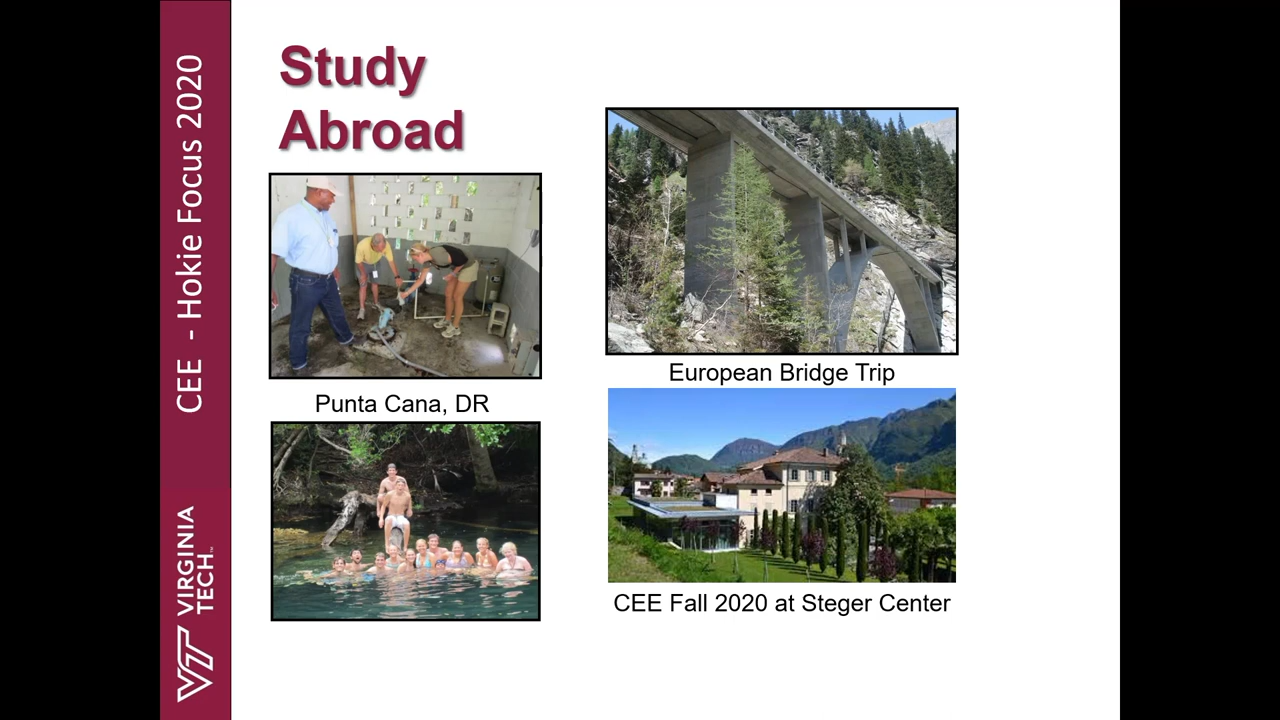 CEE - Hokie Focus 2020
VIRGINIA
TECH™
Study
Abroad
Punta Cana, DR
European Bridge Trip
CEE Fall 2020 at Steger Center